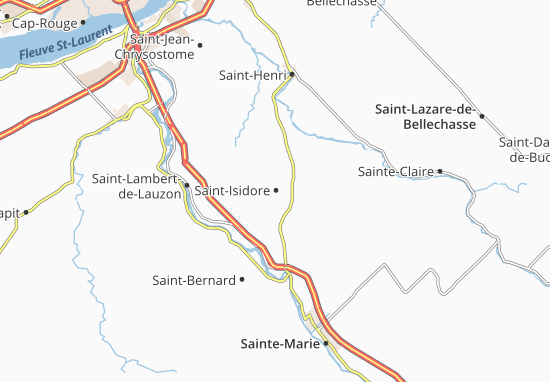 Bellechasse
s
Cap-Rouge
Fleuve St-Laurent
Saint-Jean-
Chrysostome
Saint-Henri
Saint-Lazare-de-
Bellechasse
Saint-Da
de-Buc
Sainte Claire
Saint-Lambert-
de-Lauzon
Saint-Isidore
apit
Saint-Bernard
Sainte-Marie